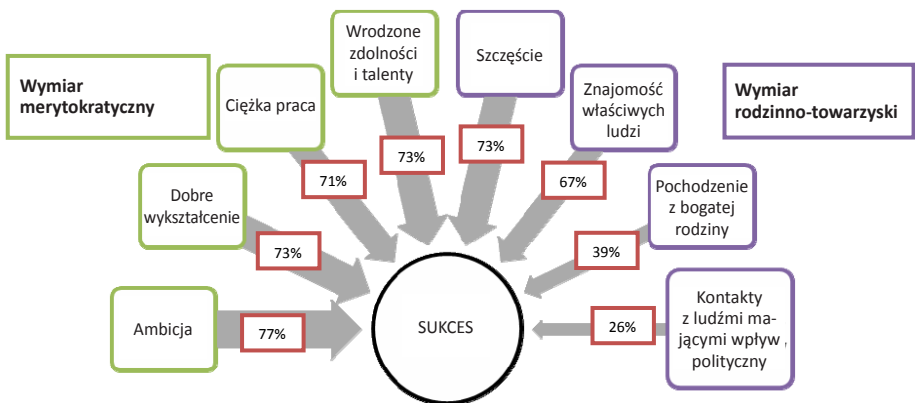 Wymiar
merytokratyczny
Ambicja
77%
Dobre
wykształcenie
73%
Ciężka praca
71%
Wrodzone
zdolności
i talenty
73%
Szczęście
73%
Znajomość
właściwych
ludzi
67%
Pochodzenie
z bogatej
rodziny
39%
Kontakty
z ludźmi ma-
jącymi wpływ
polityczny
26%
Wymiar
rodzinno-towarzyski
SUKCES